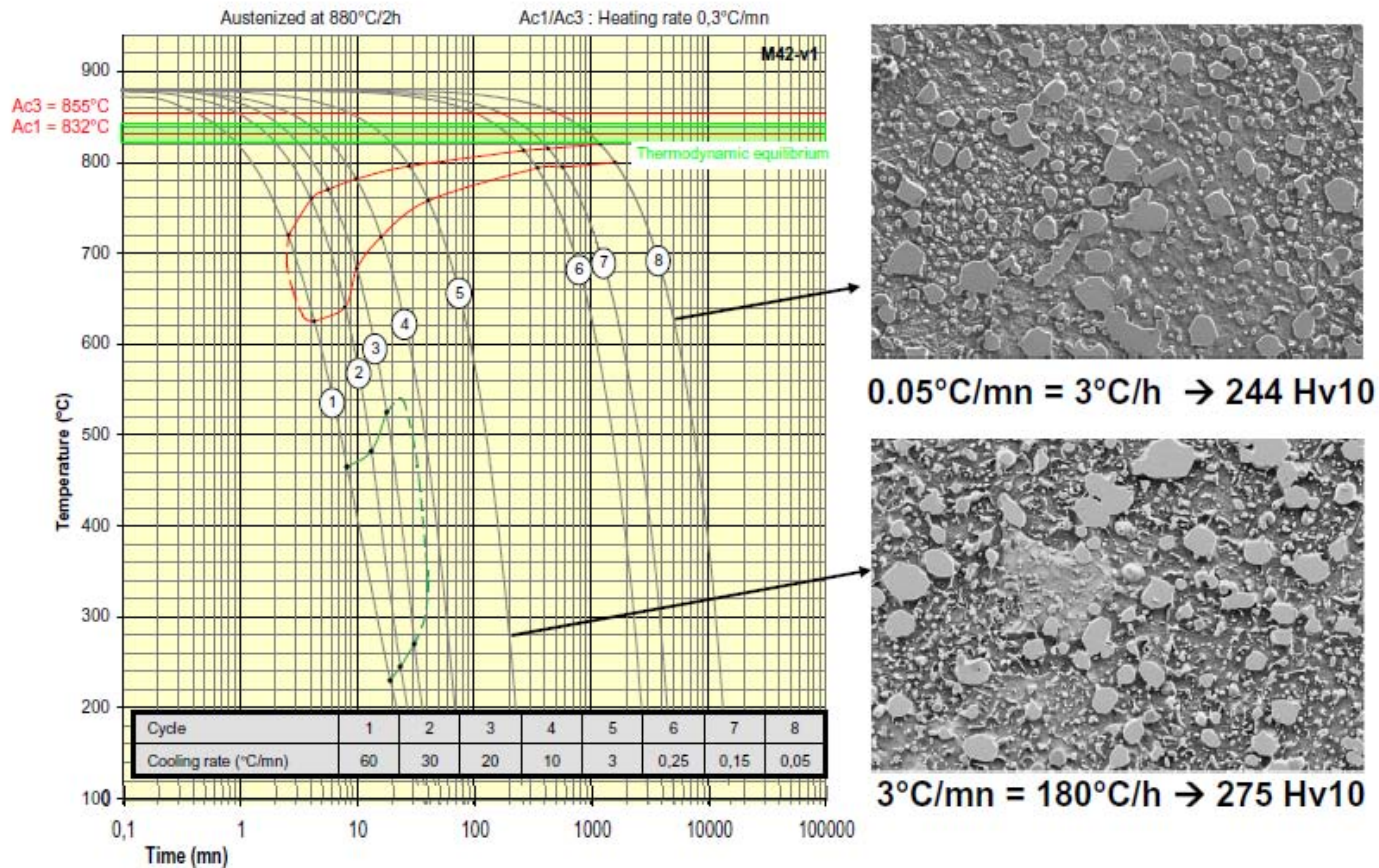 Austenized at 880°C/2h Ac1/Ac3 : Heating rate 0,3°C/mn
M42-v1
900
Ac3 = 855°C
Ac1 = 832°C
800
Thermodynamic equilibrium
700
600
500
400
300
200
100
Temperature (°C)
1
2
3
4
5
6
7
8
Cycle 1 2 3 4 5 6 7 8
Cooling rate (°C/mn) 60 30 20 10 3 0,25 0,15 0,05
0,1 1 10 100 1000 10000 100000
Time (mn)
0.05°C/mn = 3°C/h → 244 Hv10
3°C/mn = 180°C/h → 275 Hv10